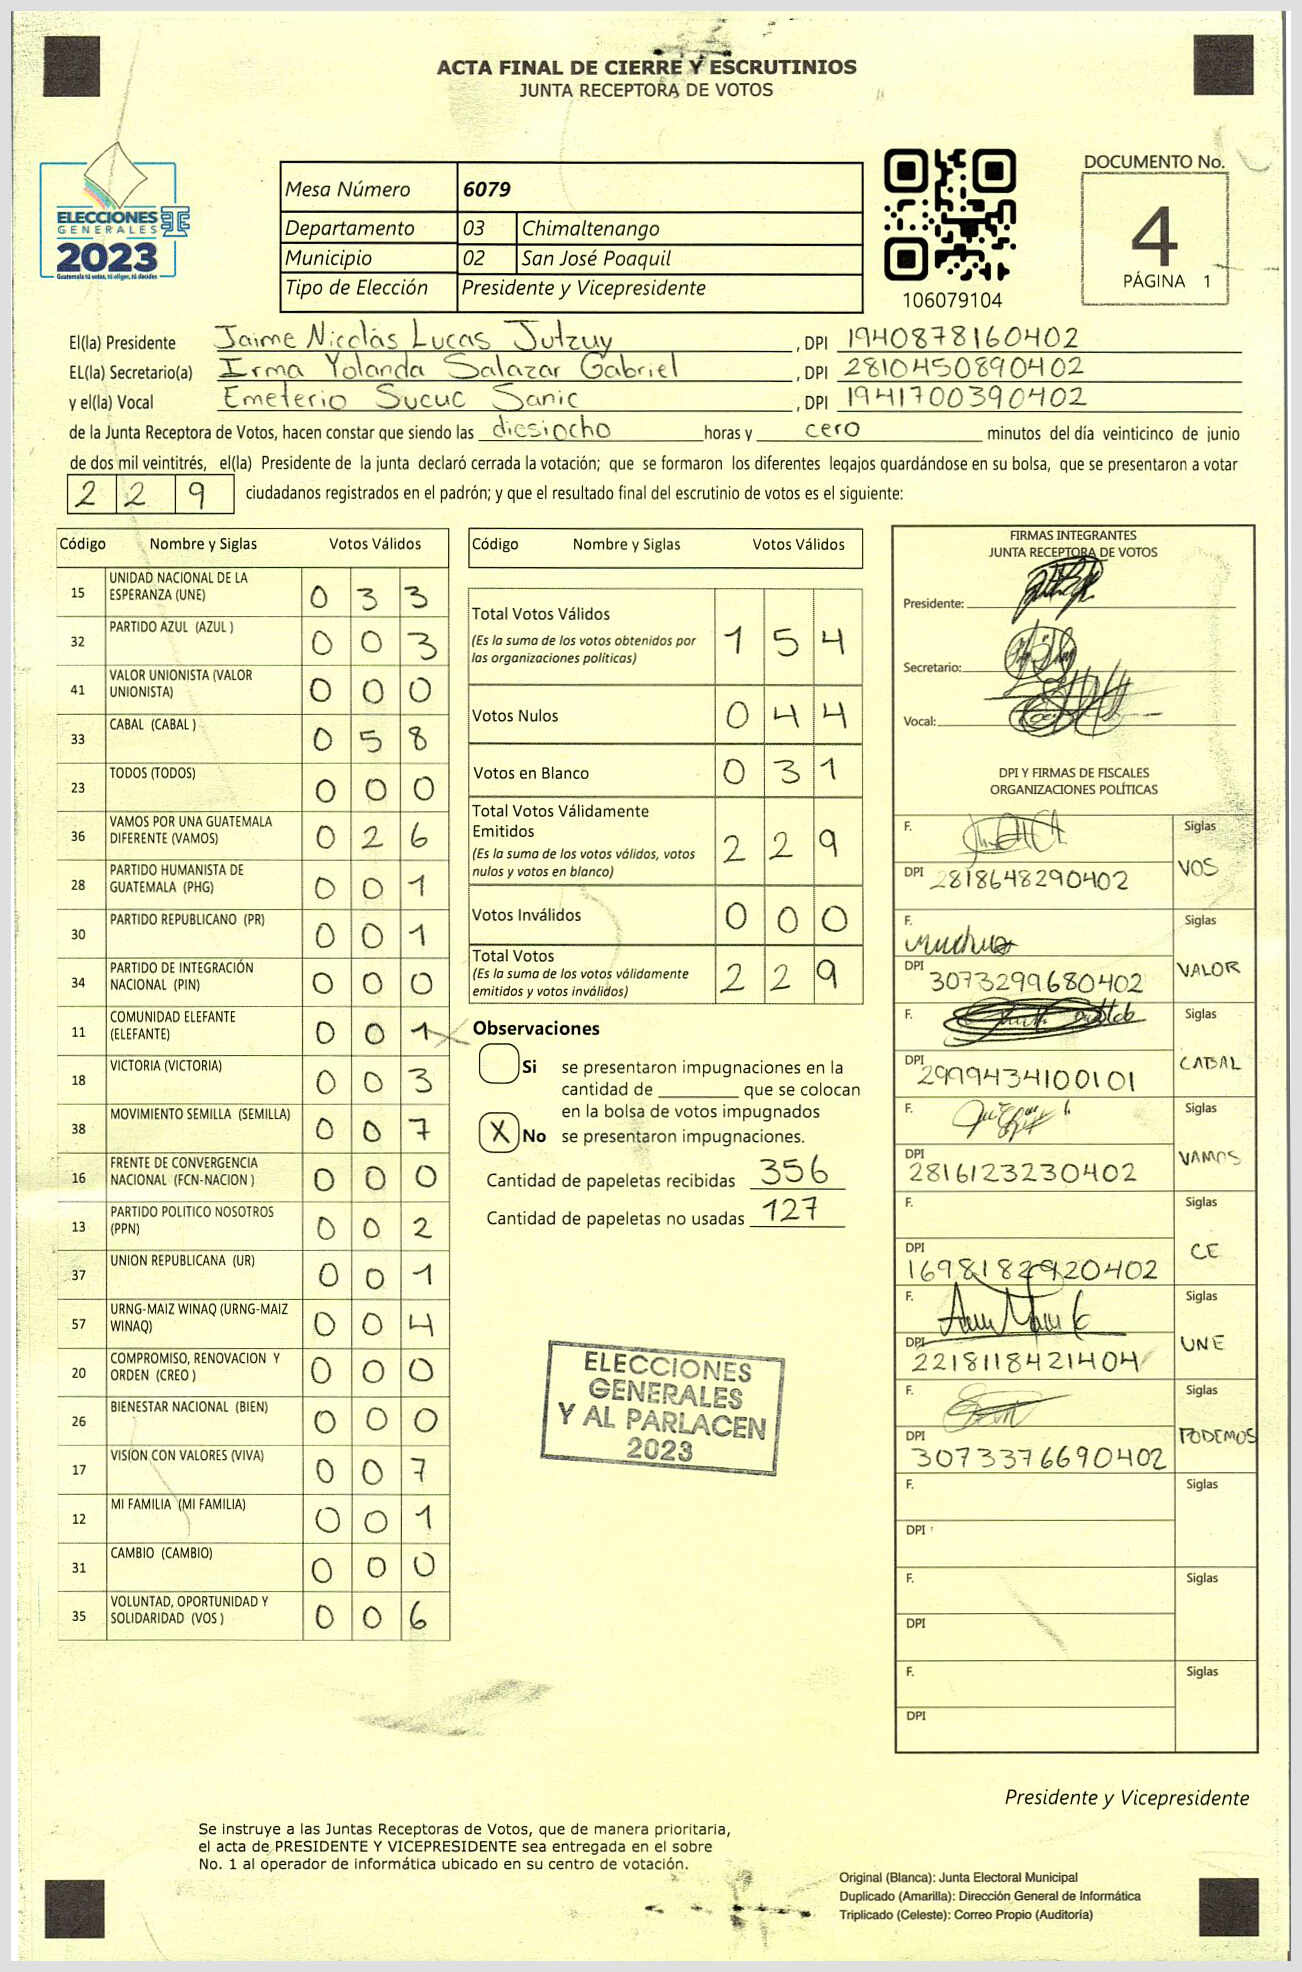 ACTA FINAL DE CIERRE Y ESCRUTINIOS
JUNTA RECEPTORA DE VOTOS
ELECCIONES
GENERALES
2023
Guatemala tú votas, tú eliges, tú decides
Mesa Número 6079
Departamento 03 Chimaltenango
Municipio 02 San José Poaquil
Tipo de Elección Presidente y Vicepresidente
106079104
DOCUMENTO No.
4
PÁGINA 1
El(la) Presidente Jaime Nicolás Lucas Jutzuy, DPI 1940878160402
EL(la) Secretario(a) Irma Yolanda Salazar Gabriel, DPI 2810450890402
y el(la) Vocal Emeterio Sucuc Sanic, DPI 1941700390402
de la Junta Receptora de Votos, hacen constar que siendo las diesiocho horas y cero minutos del día veinticinco de junio
de dos mil veintitrés, el(la) Presidente de la junta declaró cerrada la votación; que se formaron los diferentes legajos guardándose en su bolsa, que se presentaron a votar
229 ciudadanos registrados en el padrón; y que el resultado final del escrutinio de votos es el siguiente:
Código Nombre y Siglas Votos Válidos
15 UNIDAD NACIONAL DE LA ESPERANZA (UNE) 0 3 3
32 PARTIDO AZUL (AZUL ) 0 0 3
41 VALOR UNIONISTA (VALOR UNIONISTA) 0 0 0
33 CABAL (CABAL ) 0 5 8
23 TODOS (TODOS) 0 0 0
36 VAMOS POR UNA GUATEMALA DIFERENTE (VAMOS) 0 2 6
28 PARTIDO HUMANISTA DE GUATEMALA (PHG) 0 0 1
30 PARTIDO REPUBLICANO (PR) 0 0 1
34 PARTIDO DE INTEGRACIÓN NACIONAL (PIN) 0 0 0
11 COMUNIDAD ELEFANTE (ELEFANTE) 0 0 1
18 VICTORIA (VICTORIA) 0 0 3
38 MOVIMIENTO SEMILLA (SEMILLA) 0 0 7
16 FRENTE DE CONVERGENCIA NACIONAL (FCN-NACION ) 0 0 0
13 PARTIDO POLITICO NOSOTROS (PPN) 0 0 2
37 UNION REPUBLICANA (UR) 0 0 1
57 URNG-MAIZ WINAQ (URNG-MAIZ WINAQ) 0 0 4
20 COMPROMISO, RENOVACION Y ORDEN (CREO ) 0 0 0
26 BIENESTAR NACIONAL (BIEN) 0 0 0
17 VISION CON VALORES (VIVA) 0 0 7
12 MI FAMILIA (MI FAMILIA) 0 0 1
31 CAMBIO (CAMBIO) 0 0 0
35 VOLUNTAD, OPORTUNIDAD Y SOLIDARIDAD (VOS ) 0 0 6
Código Nombre y Siglas Votos Válidos
Total Votos Válidos 1 5 4
(Es la suma de los votos obtenidos por
las organizaciones políticas)
Votos Nulos 0 4 4
Votos en Blanco 0 3 1
Total Votos Válidamente
Emitidos 2 2 9
(Es la suma de los votos válidos, votos
nulos y votos en blanco)
Votos Inválidos 0 0 0
Total Votos 2 2 9
(Es la suma de los votos válidamente
emitidos y votos inválidos)
Observaciones
Si se presentaron impugnaciones en la
cantidad de ________ que se colocan
en la bolsa de votos impugnados
X No se presentaron impugnaciones.
Cantidad de papeletas recibidas 356
Cantidad de papeletas no usadas 127
ELECCIONES
GENERALES
Y AL PARLACEN
2023
FIRMAS INTEGRANTES
JUNTA RECEPTORA DE VOTOS
Presidente:
Secretario:
Vocal:
DPI Y FIRMAS DE FISCALES
ORGANIZACIONES POLÍTICAS
F. Siglas
DPI 2818648290402 VOS
F. Siglas
DPI 3073299680402 VALOR
F. Siglas
DPI 2999434100101 CABAL
F. Siglas
DPI 2816123230402 VAMOS
F. Siglas
DPI 1698182920402 CE
F. Siglas
DPI 2218118421404 UNE
F. Siglas
DPI 3073376690402 PODEMOS
F. Siglas
DPI
F. Siglas
DPI
F. Siglas
DPI
Presidente y Vicepresidente
Se instruye a las Juntas Receptoras de Votos, que de manera prioritaria,
el acta de PRESIDENTE Y VICEPRESIDENTE sea entregada en el sobre
No. 1 al operador de informática ubicado en su centro de votación.
Original (Blanca): Junta Electoral Municipal
Duplicado (Amarilla): Dirección General de Informática
Triplicado (Celeste): Correo Propio (Auditoría)